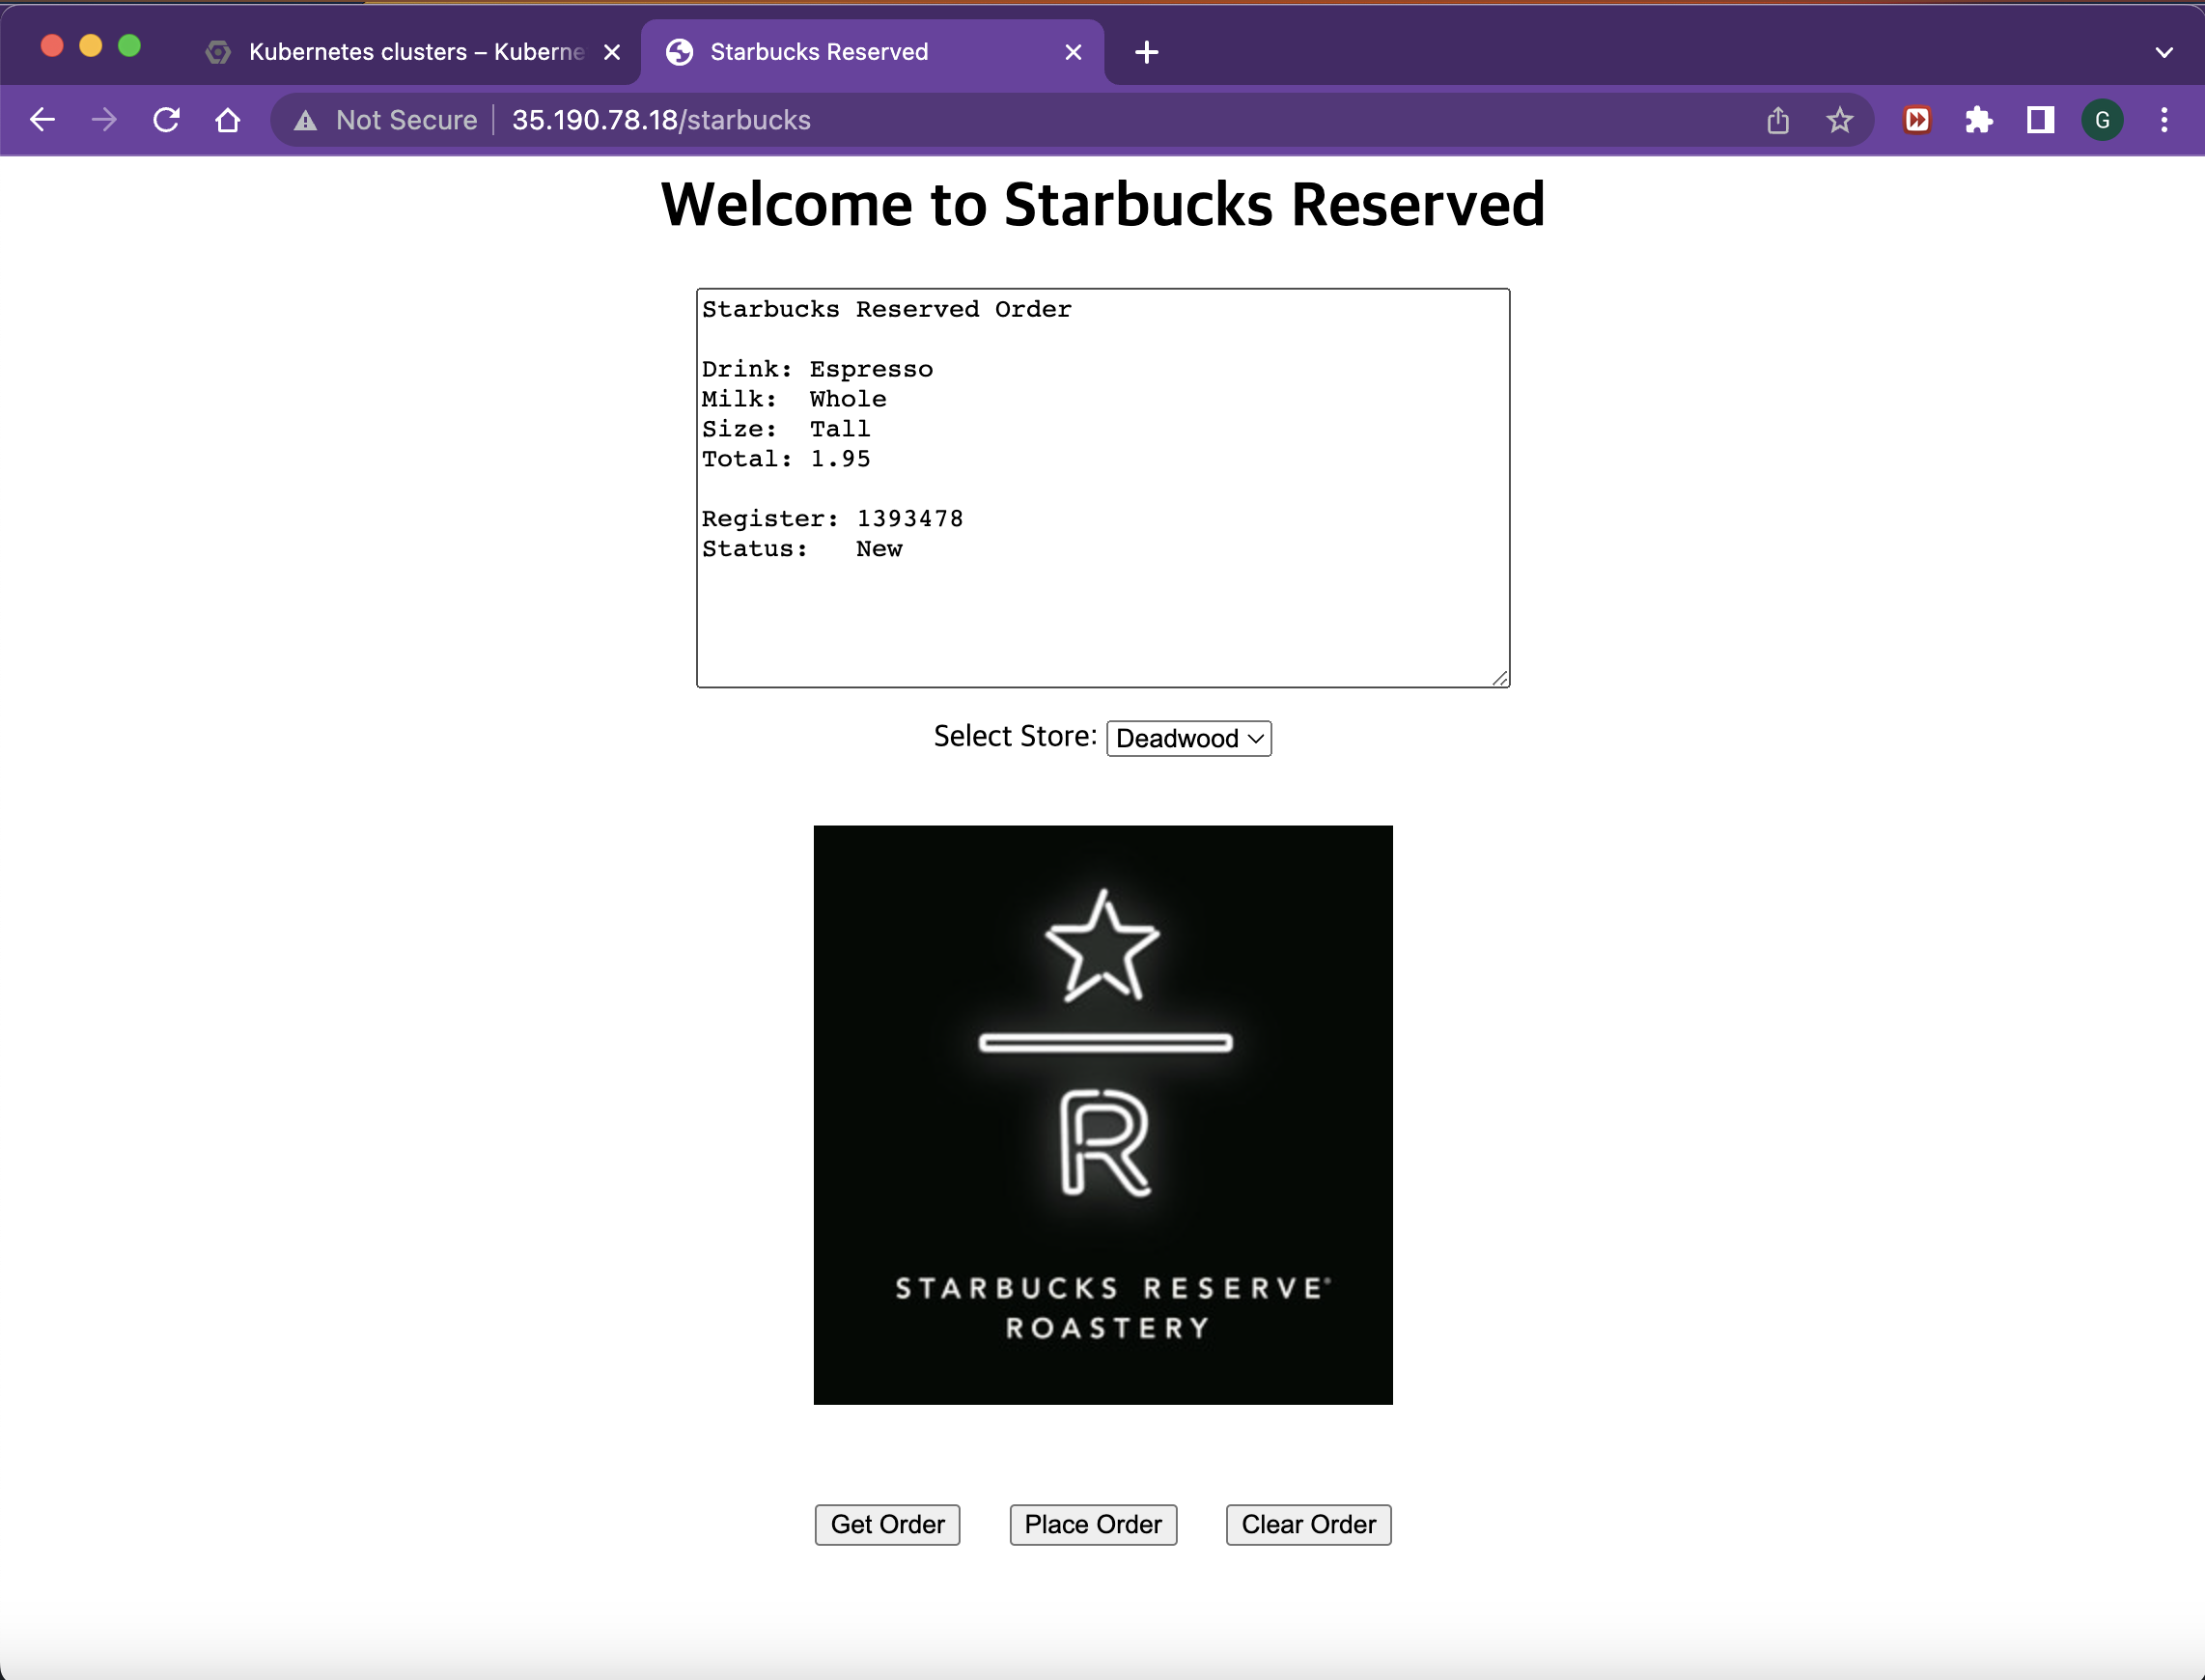 Kubernetes clusters – Kuberne
Starbucks Reserved
Not Secure
35.190.78.18/starbucks
G
Welcome to Starbucks Reserved
Starbucks Reserved Order
Drink: Espresso
Milk:  Whole
Size:  Tall
Total: 1.95
Register: 1393478
Status:   New
Select Store: Deadwood
R
STARBUCKS RESERVE®
ROASTERY
Get Order
Place Order
Clear Order